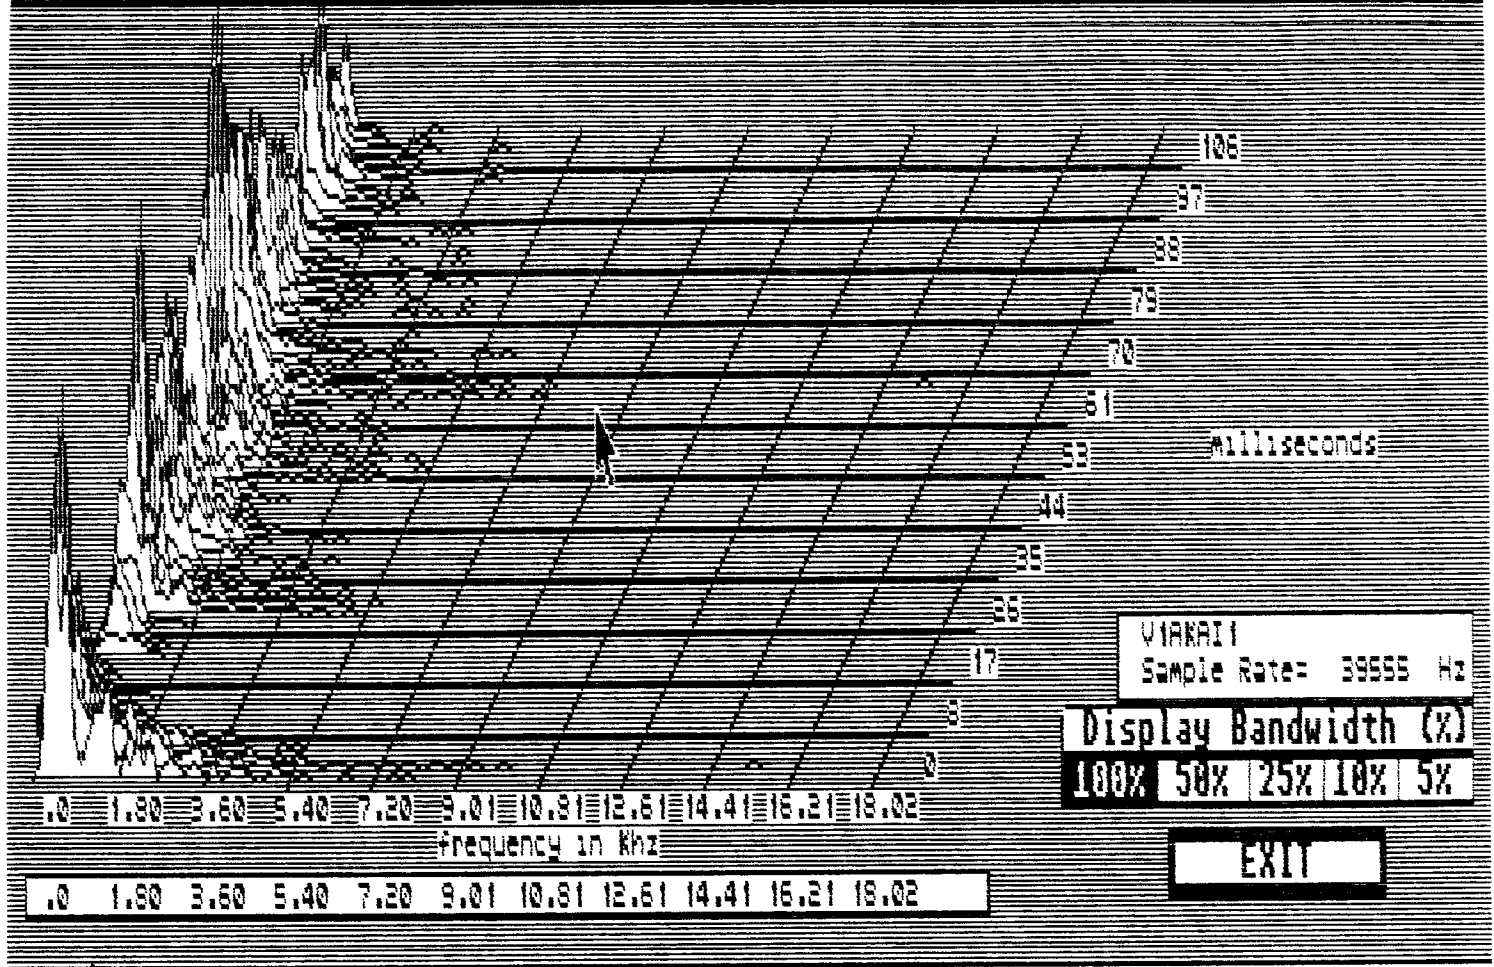 106
97
88
79
70
61
53
milliseconds
44
35
26
V1AKAI1
17
Sample Rate= 39555 Hz
8
Display Bandwidth (%)
0
100% 50% 25% 10% 5%
.0 1.80 3.60 5.40 7.20 9.01 10.81 12.61 14.41 16.21 18.02
frequency in Khz
EXIT
.0 1.80 3.60 5.40 7.20 9.01 10.81 12.61 14.41 16.21 18.02